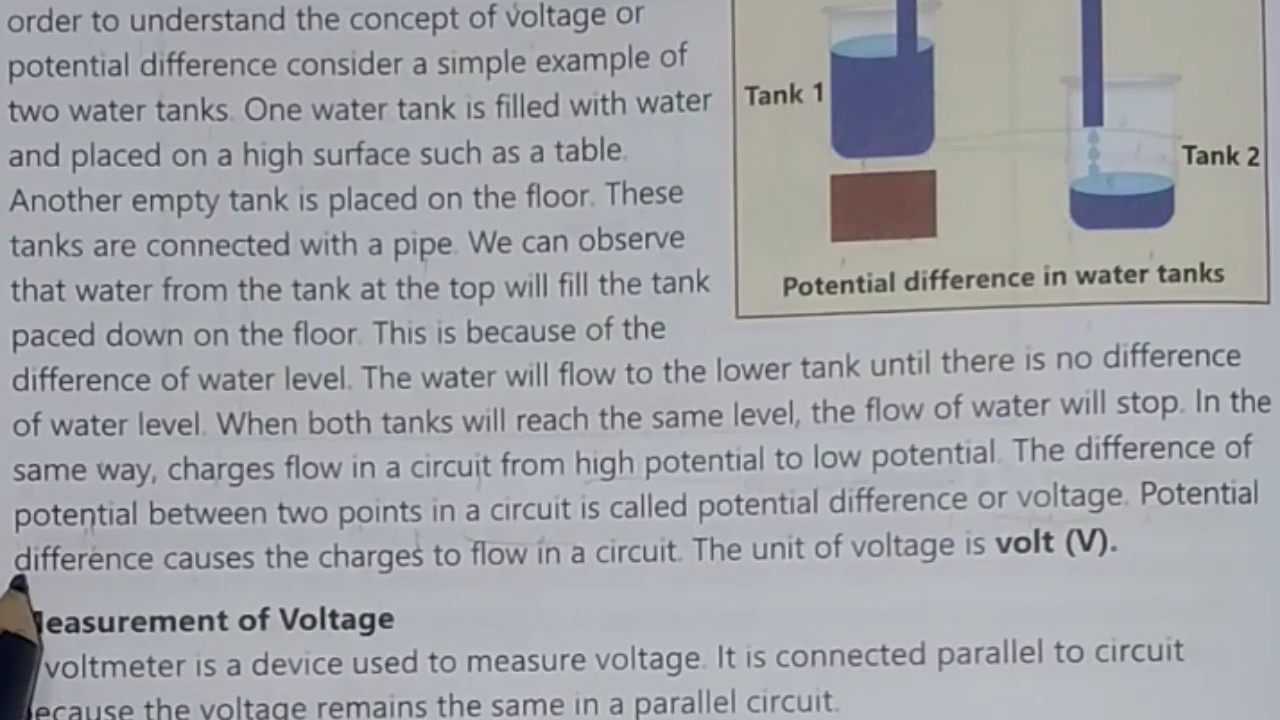 order to understand the concept of voltage or
potential difference consider a simple example of
two water tanks. One water tank is filled with water
and placed on a high surface such as a table.
Another empty tank is placed on the floor. These
tanks are connected with a pipe. We can observe
that water from the tank at the top will fill the tank
paced down on the floor. This is because of the
difference of water level. The water will flow to the lower tank until there is no difference
of water level. When both tanks will reach the same level, the flow of water will stop. In the
same way, charges flow in a circuit from high potential to low potential. The difference of
potential between two points in a circuit is called potential difference or voltage. Potential
difference causes the charges to flow in a circuit. The unit of voltage is volt (V).
Tank 1
Tank 2
Potential difference in water tanks
Measurement of Voltage
voltmeter is a device used to measure voltage. It is connected parallel to circuit
because the voltage remains the same in a parallel circuit.